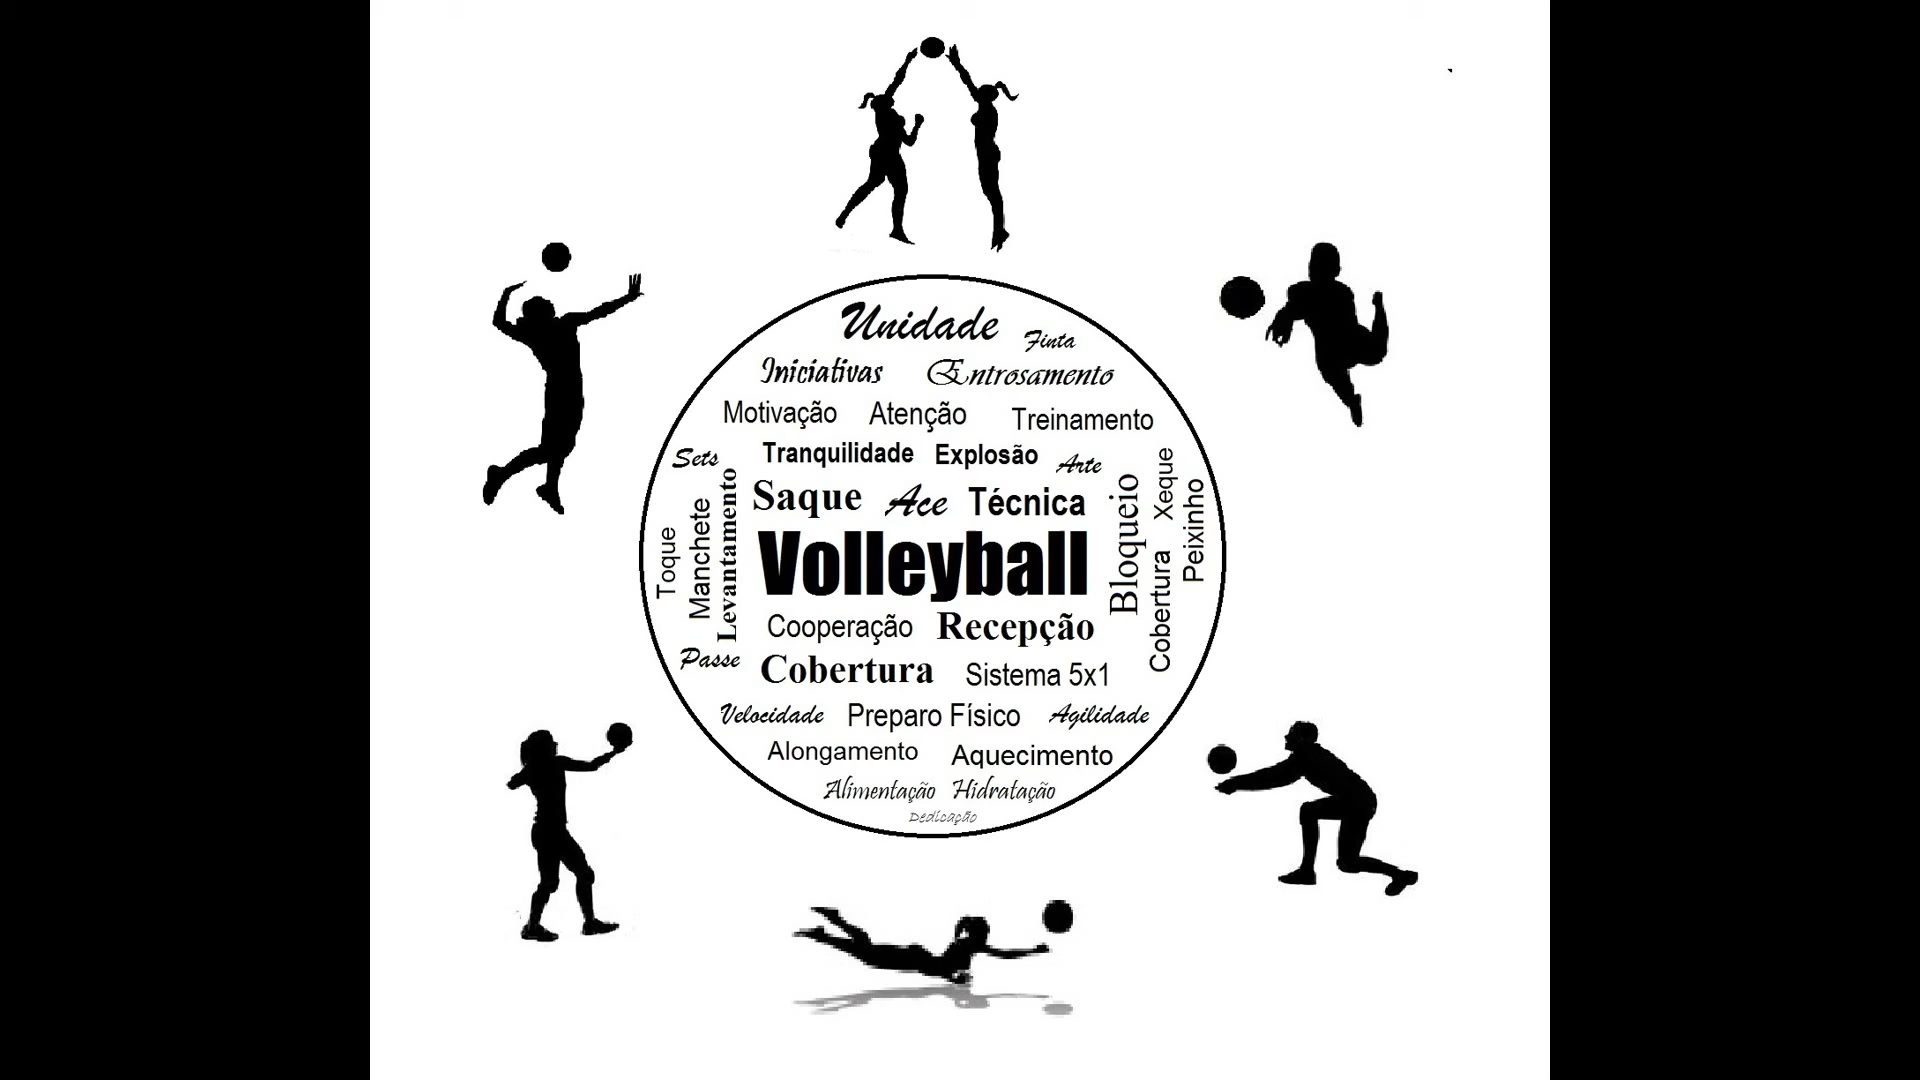 Unidade
Finta
Iniciativas Entrosamento
Motivação Atenção Treinamento
Sets Tranquilidade Explosão Arte
Saque Ace Técnica
Toque
Manchete
Levantamento
Volleyball
Bloqueio
Cobertura Xeque
Peixinho
Cooperação Recepção
Passe Cobertura Sistema 5x1
Velocidade Preparo Físico Agilidade
Alongamento Aquecimento
Alimentação Hidratação
Dedicação